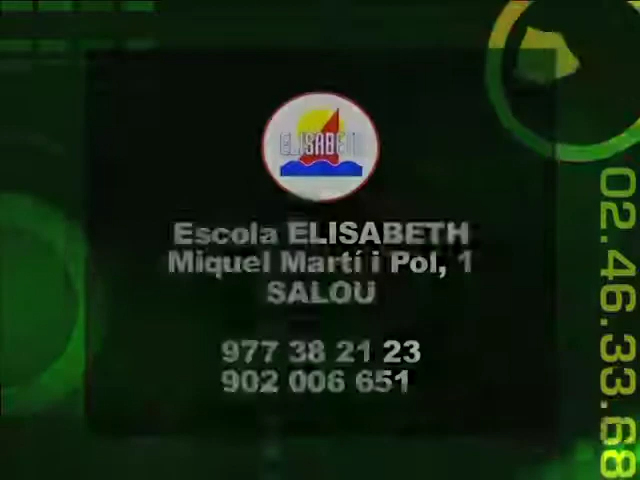 ELISABETH
Escola ELISABETH
Miquel Martí i Pol, 1
SALOU
977 38 21 23
902 006 651
02.46.33.68